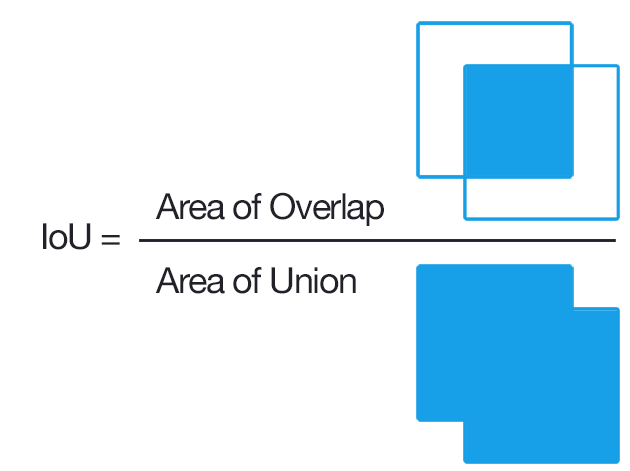 Area of Overlap
IoU =
Area of Union